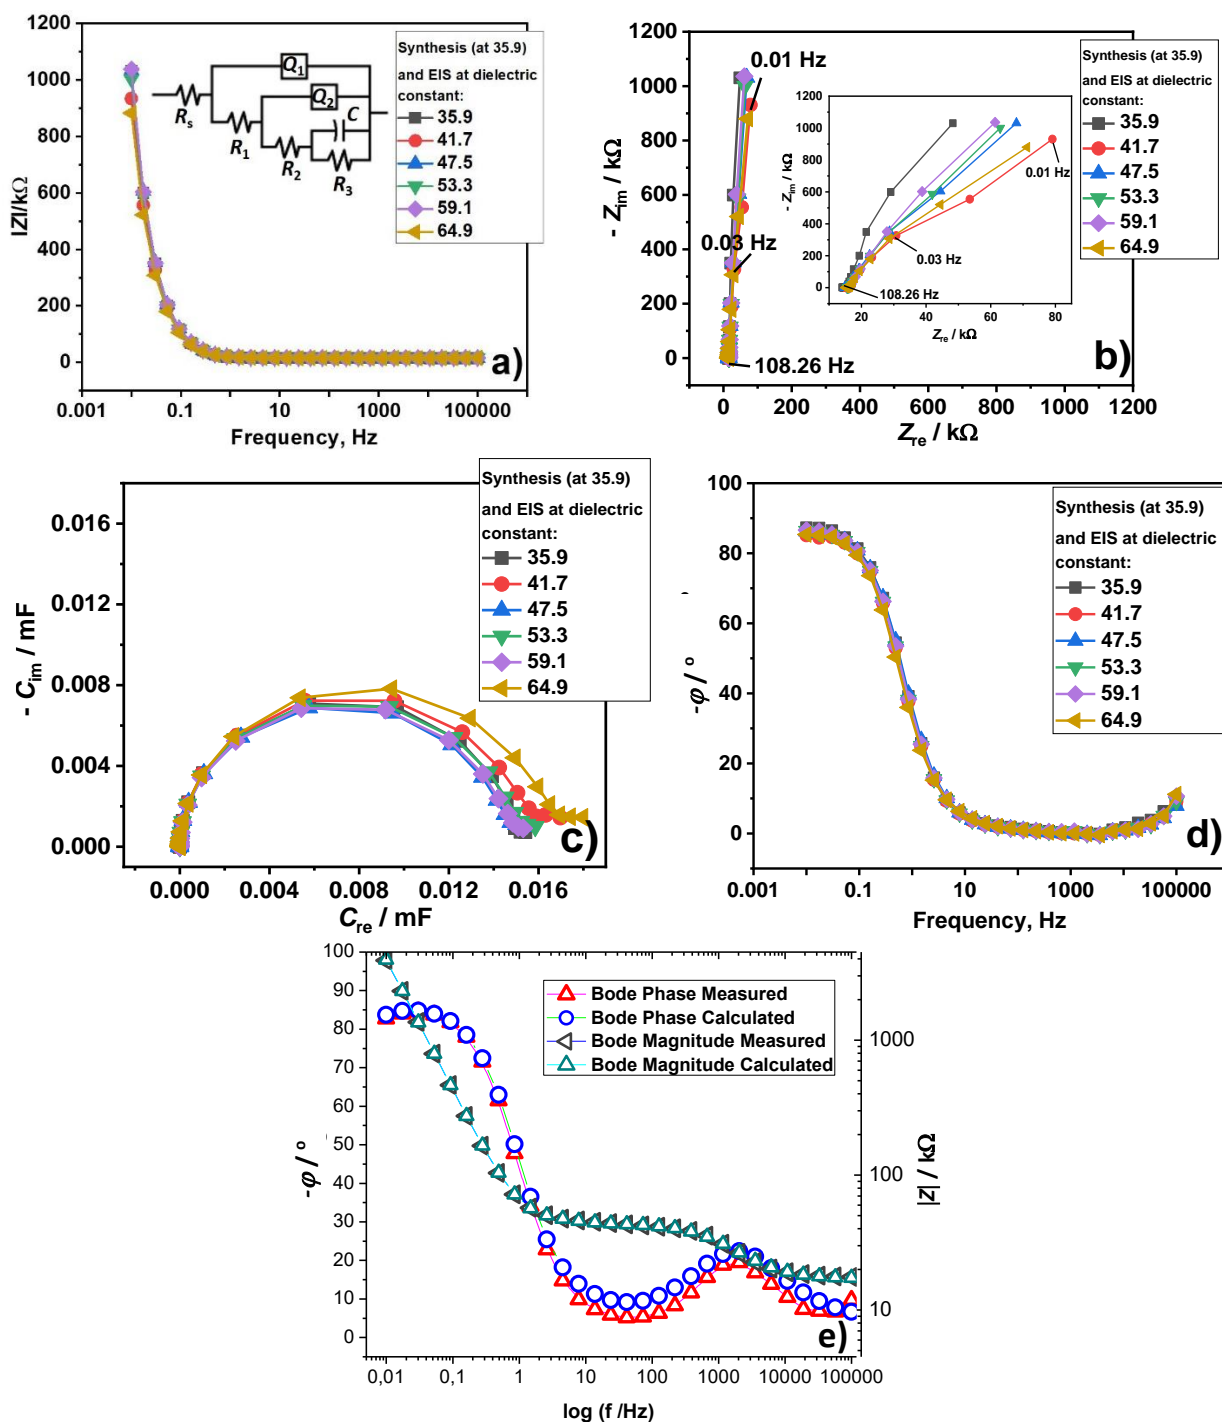 1200
1000
800
600
400
200
0
|Z|/kΩ
0.001
0.1
10
1000
100000
Frequency, Hz
Rs
Q1
Q2
C
R1
R2
R3
Synthesis (at 35.9)
and EIS at dielectric
constant:
35.9
41.7
47.5
53.3
59.1
64.9
a)
1200
1000
800
600
400
200
0
- Zim / kΩ
0
200
400
600
800
1000
1200
Zre / kΩ
0.01 Hz
0.03 Hz
108.26 Hz
1200
1000
800
600
400
200
0
- Zim / kΩ
20
40
60
80
Zre / kΩ
0.01 Hz
0.03 Hz
108.26 Hz
Synthesis (at 35.9)
and EIS at dielectric
constant:
35.9
41.7
47.5
53.3
59.1
64.9
b)
0.016
0.012
0.008
0.004
0.000
- Cim / mF
0.000
0.004
0.008
0.012
0.016
Cre / mF
Synthesis (at 35.9)
and EIS at dielectric
constant:
35.9
41.7
47.5
53.3
59.1
64.9
c)
100
80
60
40
20
0
-φ / °
0.001
0.1
10
1000
100000
Frequency, Hz
Synthesis (at 35.9)
and EIS at dielectric
constant:
35.9
41.7
47.5
53.3
59.1
64.9
d)
100
90
80
70
60
50
40
30
20
10
0
-φ / °
0,01
0,1
1
10
100
1000
10000
100000
log (f /Hz)
Bode Phase Measured
Bode Phase Calculated
Bode Magnitude Measured
Bode Magnitude Calculated
1000
100
10
|z| / kΩ
e)